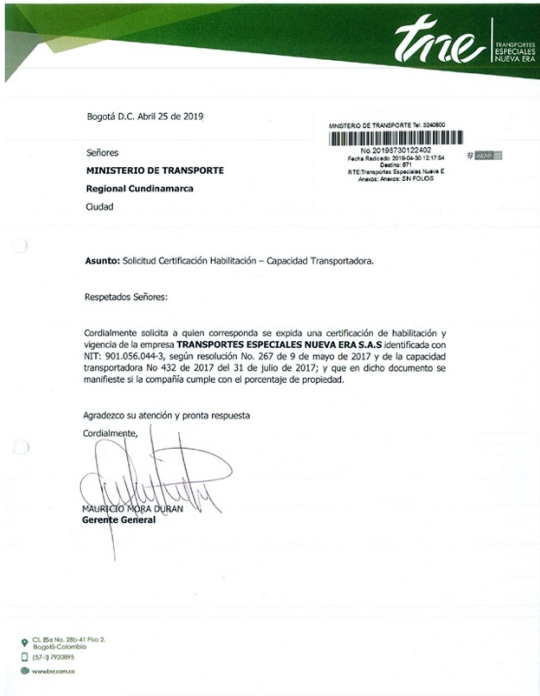 tne TRANSPORTES
ESPECIALES
NUEVA ERA
Bogotá D.C. Abril 25 de 2019
MINISTERIO DE TRANSPORTE Tel: 3240800
No.20198730122402
Fecha Radicado: 2019-04-30 12:17:54
Destino: 871
RTE:Transportes Especiales Nueva E
Anexos: Anexos: SIN FOLIOS
Señores
MINISTERIO DE TRANSPORTE
Regional Cundinamarca
Ciudad
Asunto: Solicitud Certificación Habilitación – Capacidad Transportadora.
Respetados Señores:
Cordialmente solicita a quien corresponda se expida una certificación de habilitación y
vigencia de la empresa TRANSPORTES ESPECIALES NUEVA ERA S.A.S identificada con
NIT: 901.056.044-3, según resolución No. 267 de 9 de mayo de 2017 y de la capacidad
transportadora No 432 de 2017 del 31 de julio de 2017; y que en dicho documento se
manifieste si la compañía cumple con el porcentaje de propiedad.
Agradezco su atención y pronta respuesta
Cordialmente,
MAURICIO MORA DURAN
Gerente General
CL 85a No. 28b 41 Piso 2.
Bogotá-Colombia
(57-1) 7920895
www.tne.com.co